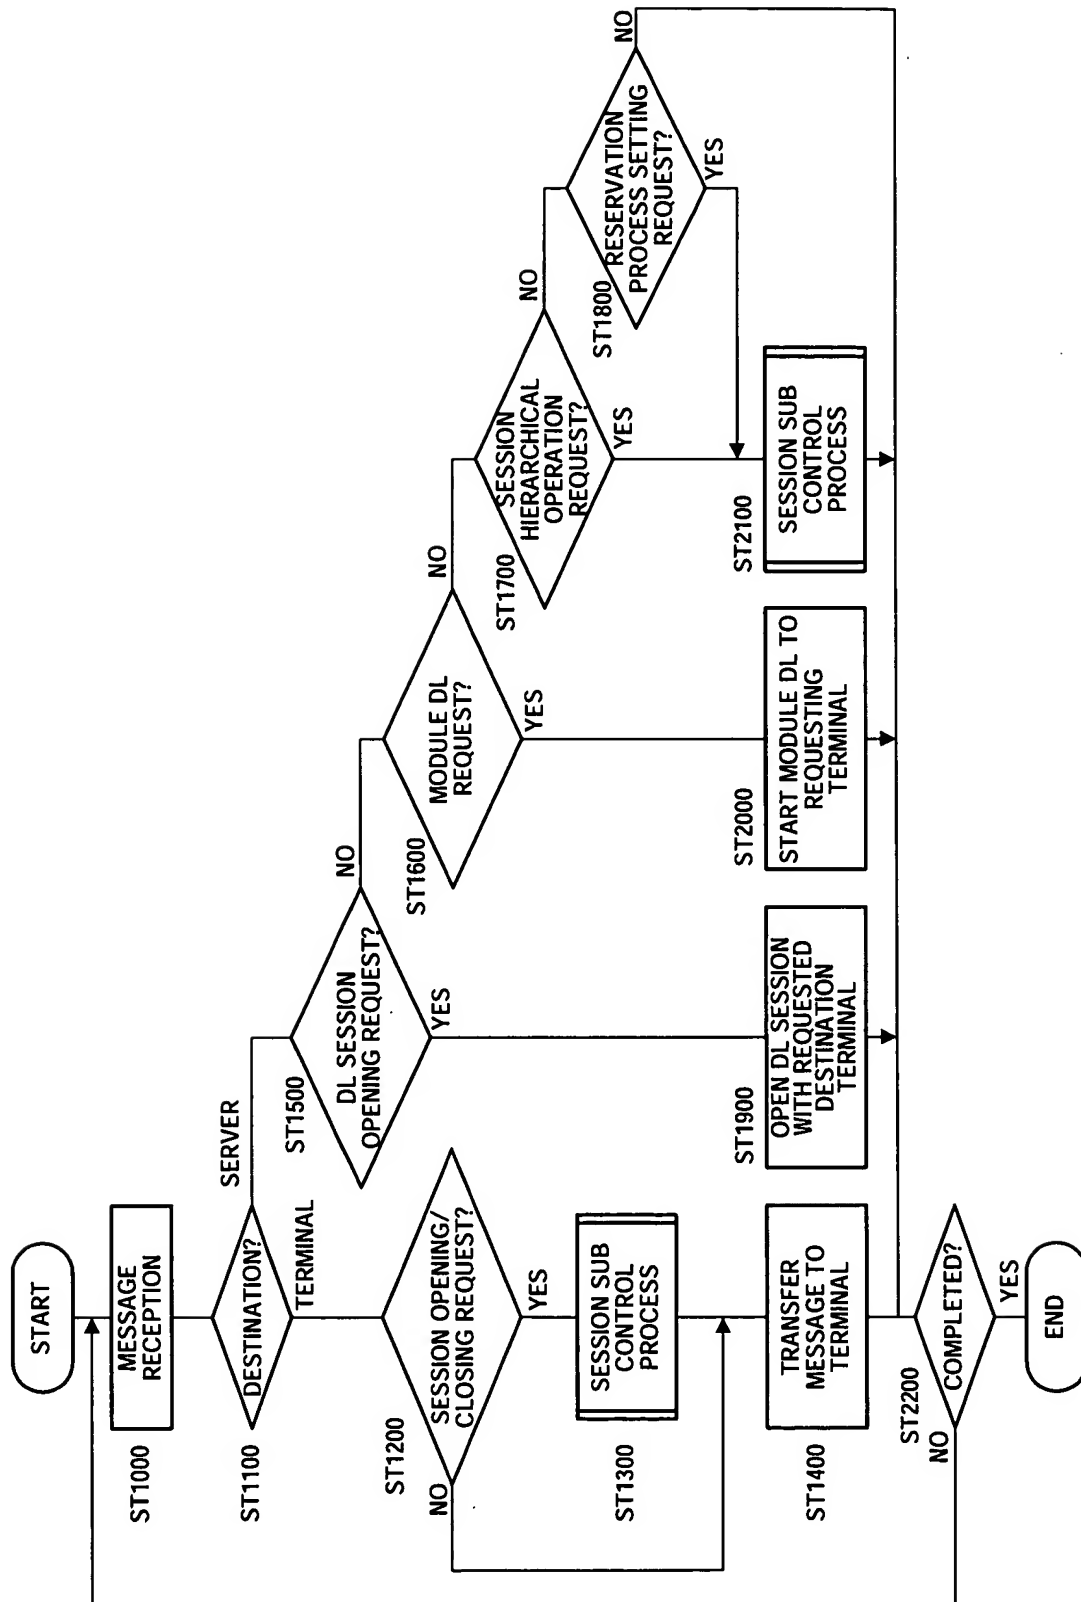 START
ST1000
MESSAGE
RECEPTION
ST1100
DESTINATION?
SERVER
TERMINAL
ST1200
SESSION OPENING/
CLOSING REQUEST?
NO
YES
ST1300
SESSION SUB
CONTROL
PROCESS
ST1400
TRANSFER
MESSAGE TO
TERMINAL
ST1500
DL SESSION
OPENING REQUEST?
NO
YES
ST1900
OPEN DL SESSION
WITH REQUESTED
DESTINATION
TERMINAL
ST1600
MODULE DL
REQUEST?
NO
YES
ST2000
START MODULE DL TO
REQUESTING
TERMINAL
ST1700
SESSION
HIERARCHICAL
OPERATION
REQUEST?
NO
YES
ST2100
SESSION SUB
CONTROL
PROCESS
ST1800
RESERVATION
PROCESS SETTING
REQUEST?
NO
YES
ST2200
COMPLETED?
NO
YES
END